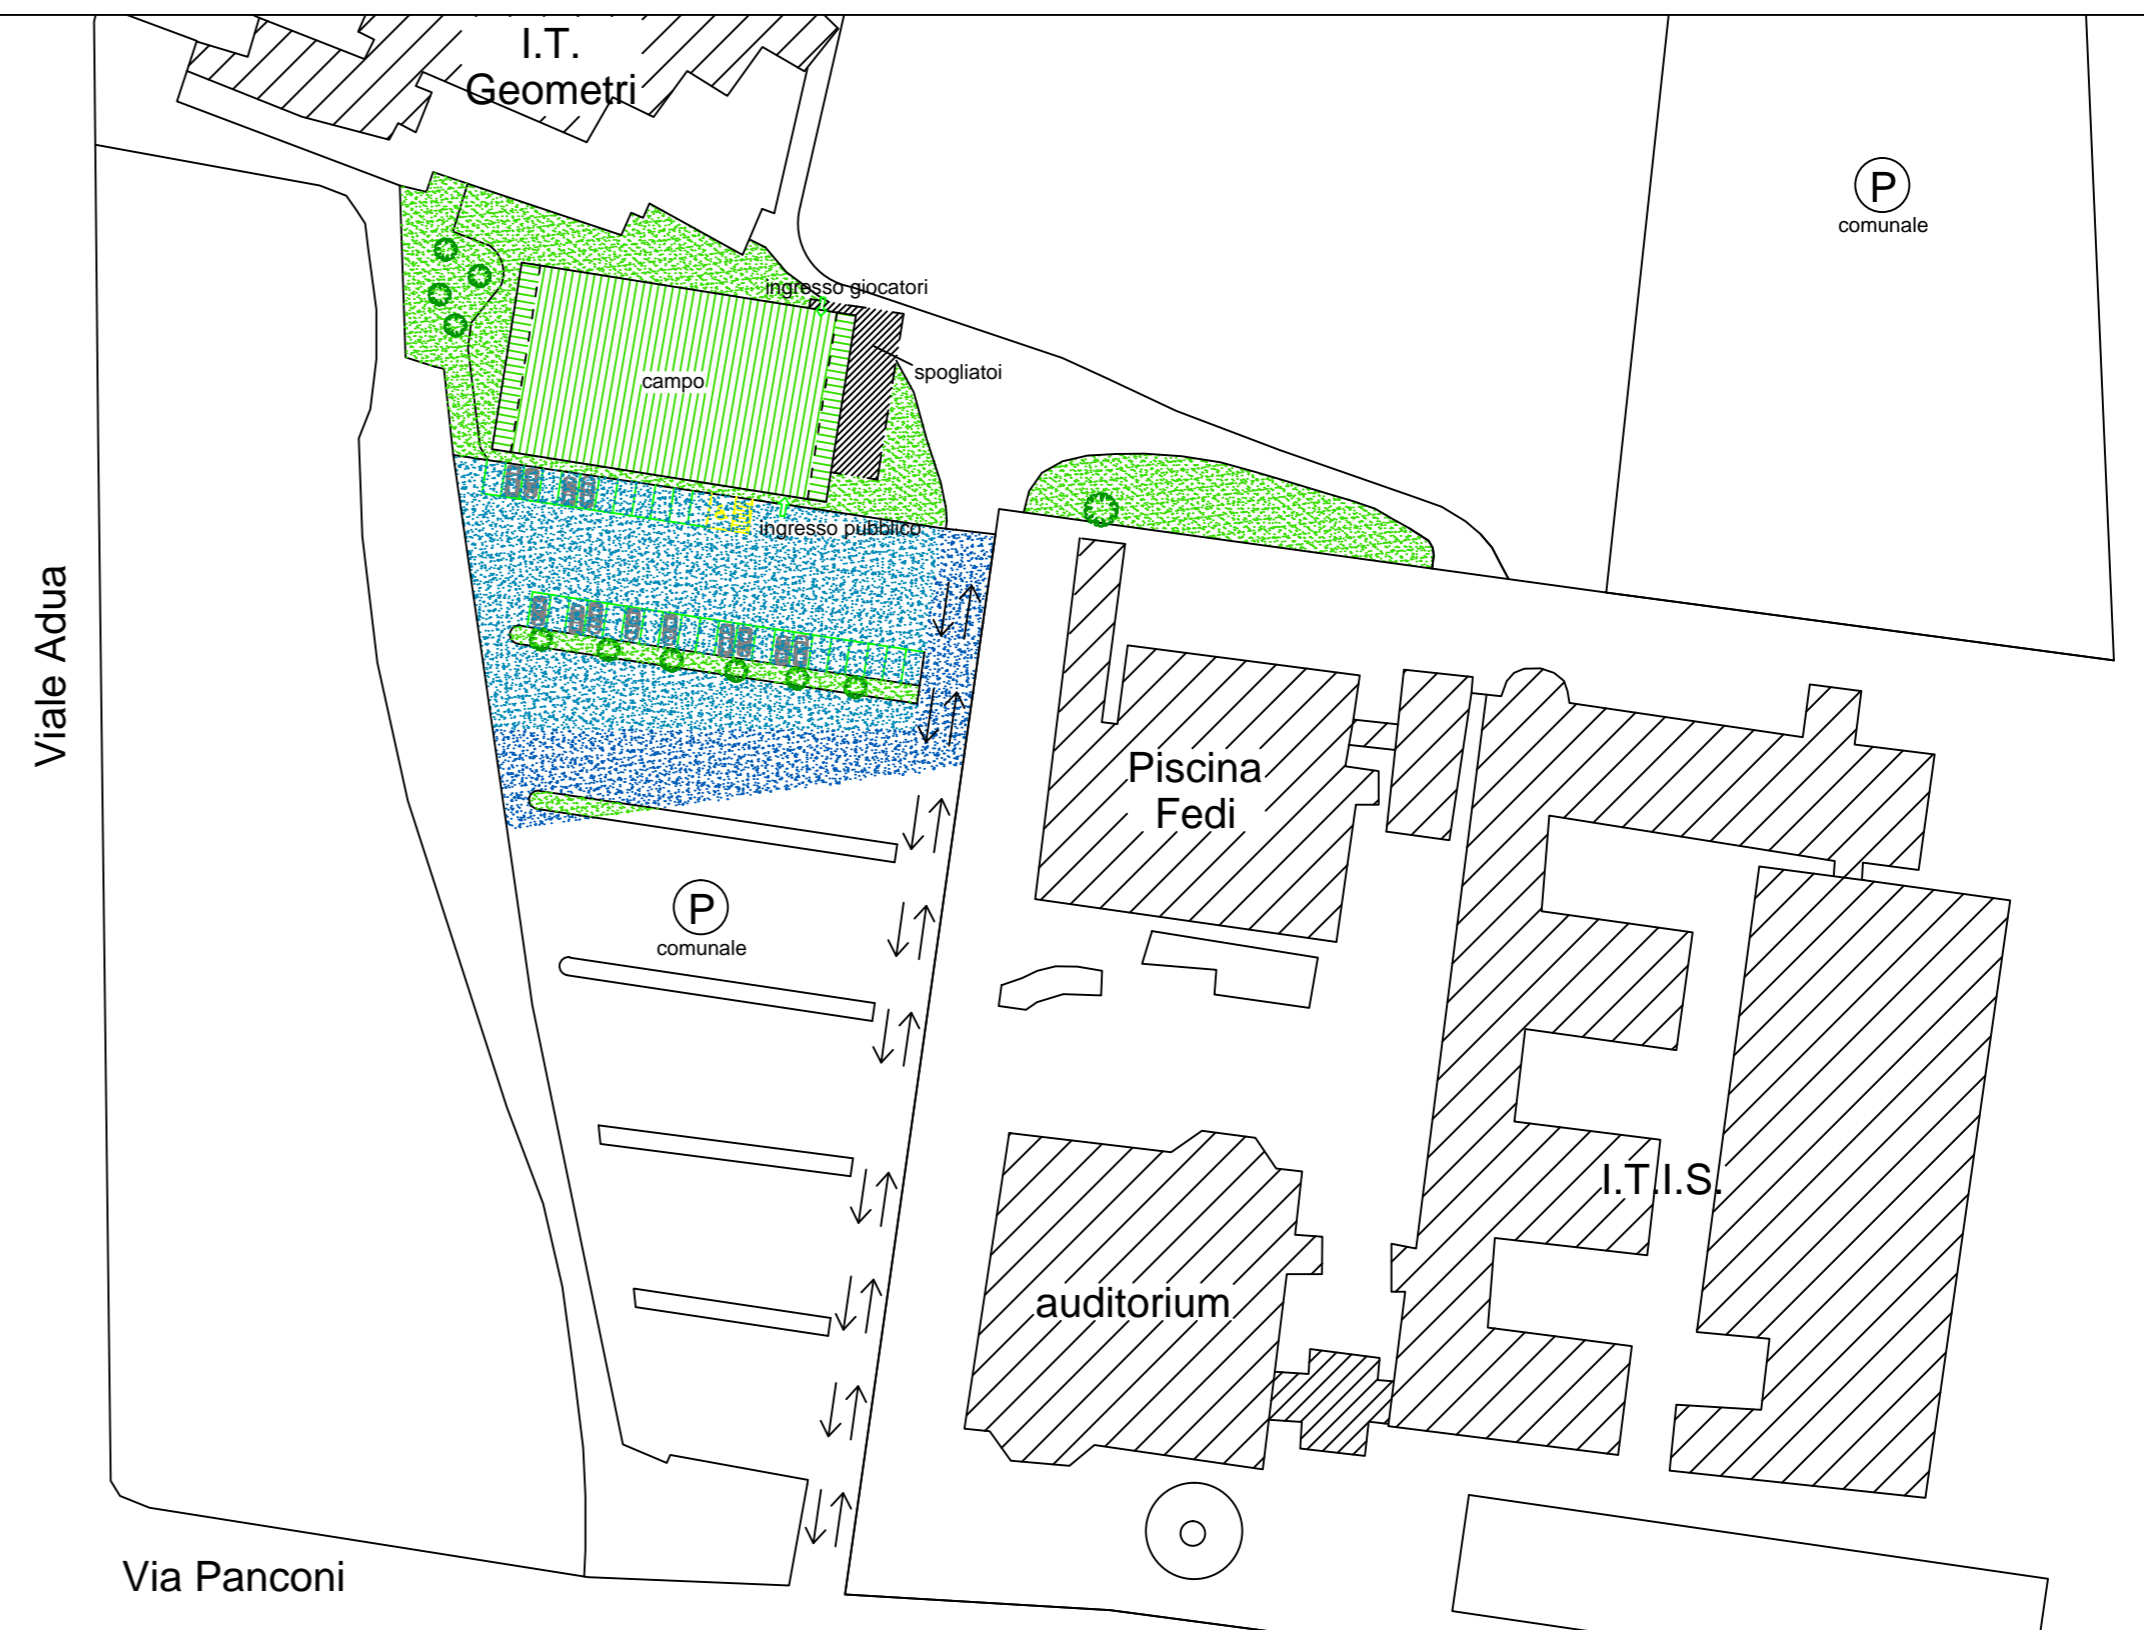 I.T.
Geometri
P
comunale
ingresso giocatori
spogliatoi
campo
ingresso pubblico
Viale Adua
Piscina
Fedi
P
comunale
I.T.I.S.
auditorium
Via Panconi